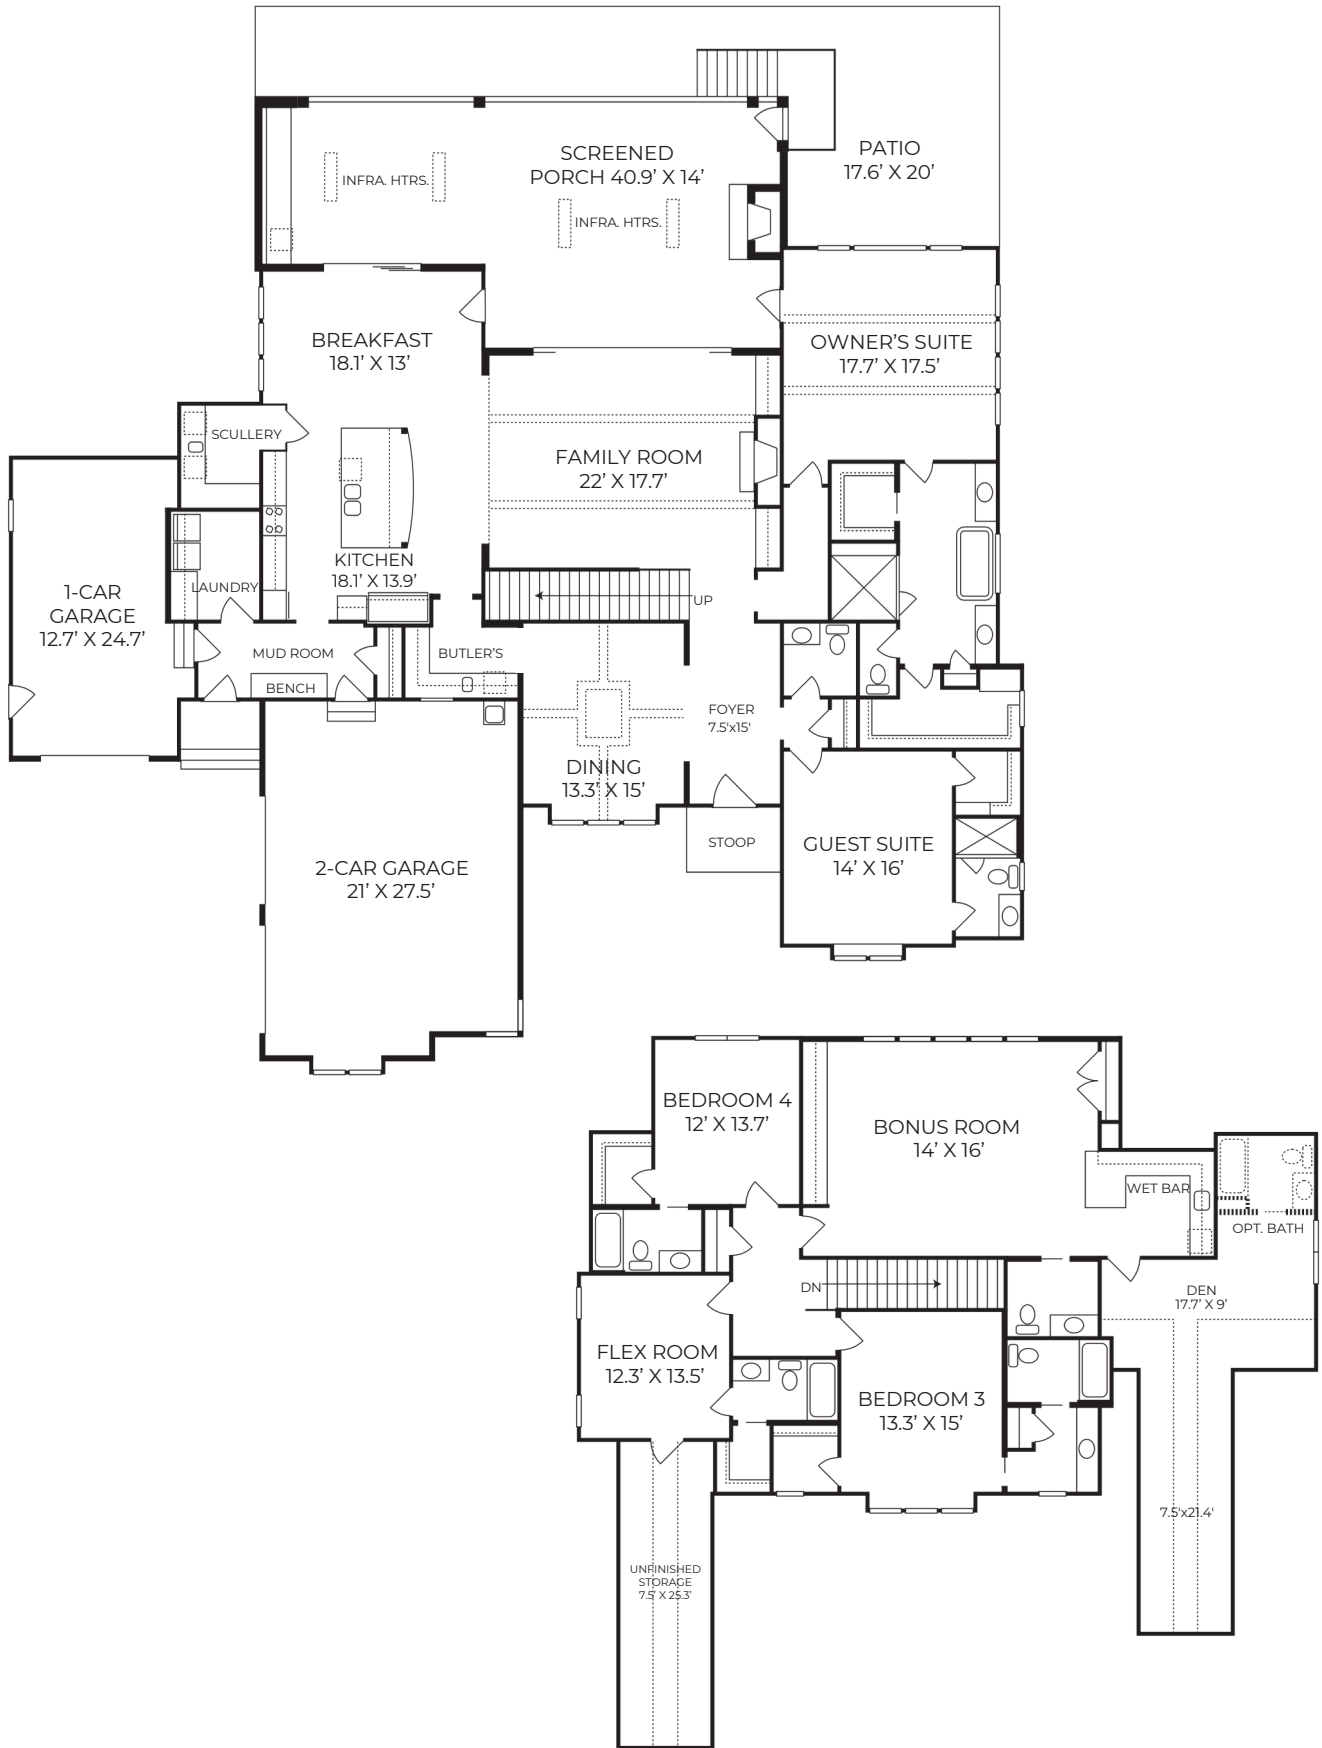 SCREENED
PORCH 40.9’ X 14’
PATIO
17.6’ X 20’
INFRA. HTRS.
INFRA. HTRS.
BREAKFAST
18.1’ X 13’
OWNER’S SUITE
17.7’ X 17.5’
SCULLERY
FAMILY ROOM
22’ X 17.7’
KITCHEN
18.1’ X 13.9’
1-CAR
GARAGE
12.7’ X 24.7’
LAUNDRY
UP
MUD ROOM
BENCH
BUTLER’S
FOYER
7.5'x15'
DINING
13.3’ X 15’
STOOP
GUEST SUITE
14’ X 16’
2-CAR GARAGE
21’ X 27.5’
BEDROOM 4
12’ X 13.7’
BONUS ROOM
14’ X 16’
WET BAR
OPT. BATH
DN
DEN
17.7’ X 9’
FLEX ROOM
12.3’ X 13.5’
BEDROOM 3
13.3’ X 15’
7.5'x21.4'
UNFINISHED
STORAGE
7.5’ X 25.3’